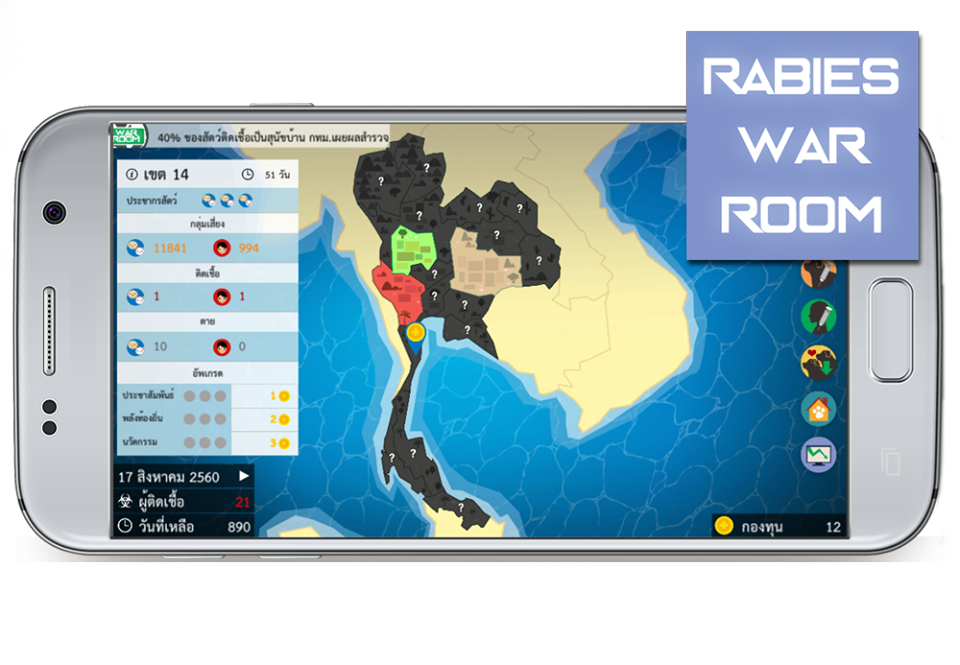 RABIES
WAR
ROOM
WAR
ROOM
40% ของสัตว์ติดเชื้อเป็นสุนัขบ้าน กทม.เผยผลสำรวจ
เขต 14 51 วัน
ประชากรสัตว์
กลุ่มเสี่ยง
11841 994
ติดเชื้อ
1 1
ตาย
10 0
อัพเกรด
ประชาสัมพันธ์ 1
พลังท้องถิ่น 2
นวัตกรรม 3
17 สิงหาคม 2560
ผู้ติดเชื้อ 21
วันที่เหลือ 890
? ? ? ? ? ? ? ? ? ? ? ? ? ?
กองทุน 12